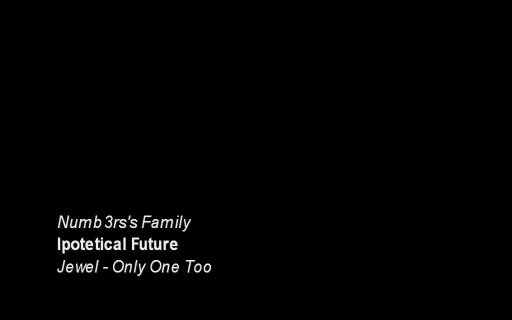 Numb3rs's Family
Ipotetical Future
Jewel - Only One Too